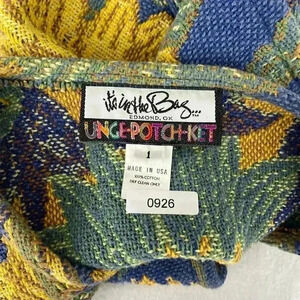 it's in the Bag...
EDMOND, OK
UNGE-POTCH-KET
1
MADE IN USA
100% COTTON
DRY CLEAN ONLY
0926